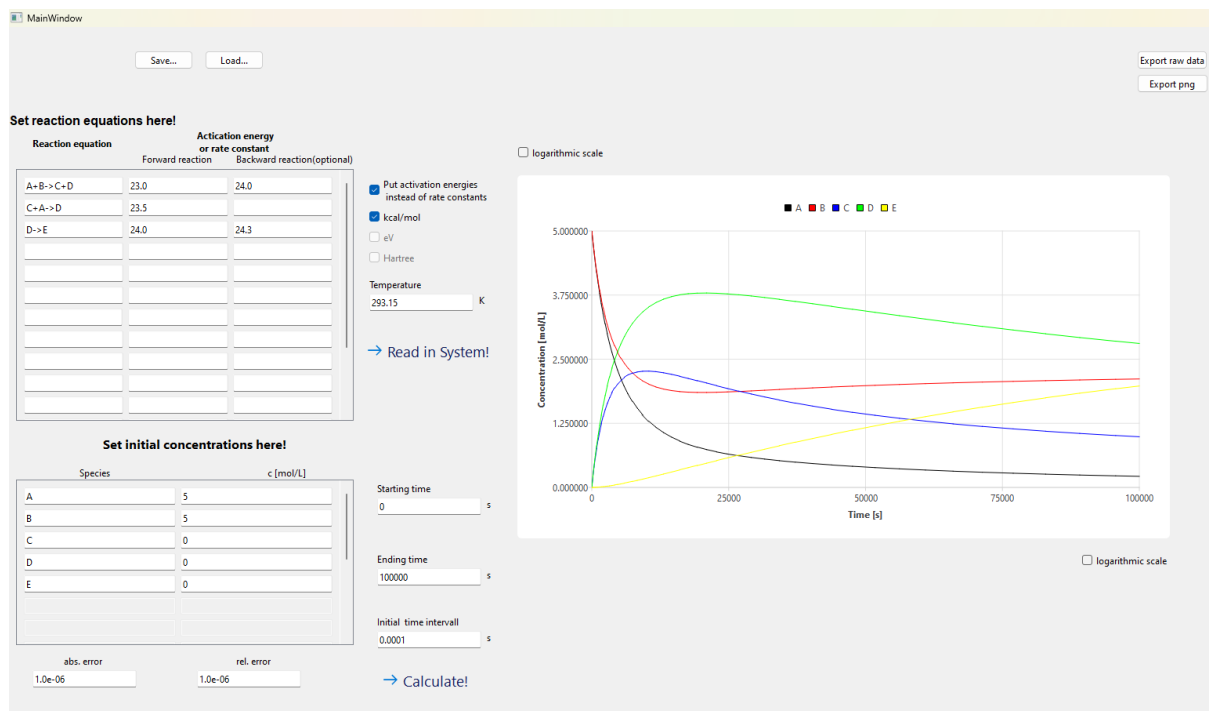 MainWindow
Save...
Load...
Export raw data
Export png
Set reaction equations here!
Reaction equation
Actication energy
or rate constant
Forward reaction
Backward reaction(optional)
A+B->C+D
23.0
24.0
C+A->D
23.5
D->E
24.0
24.3
Put activation energies
instead of rate constants
kcal/mol
eV
Hartree
Temperature
293.15
K
→ Read in System!
logarithmic scale
A B C D E
Concentration [mol/L]
5.000000
3.750000
2.500000
1.250000
0.000000
0
25000
50000
75000
100000
Time [s]
logarithmic scale
Set initial concentrations here!
Species
c [mol/L]
A
5
B
5
C
0
D
0
E
0
Starting time
0
s
Ending time
100000
s
Initial time intervall
0.0001
s
abs. error
rel. error
1.0e-06
1.0e-06
→ Calculate!